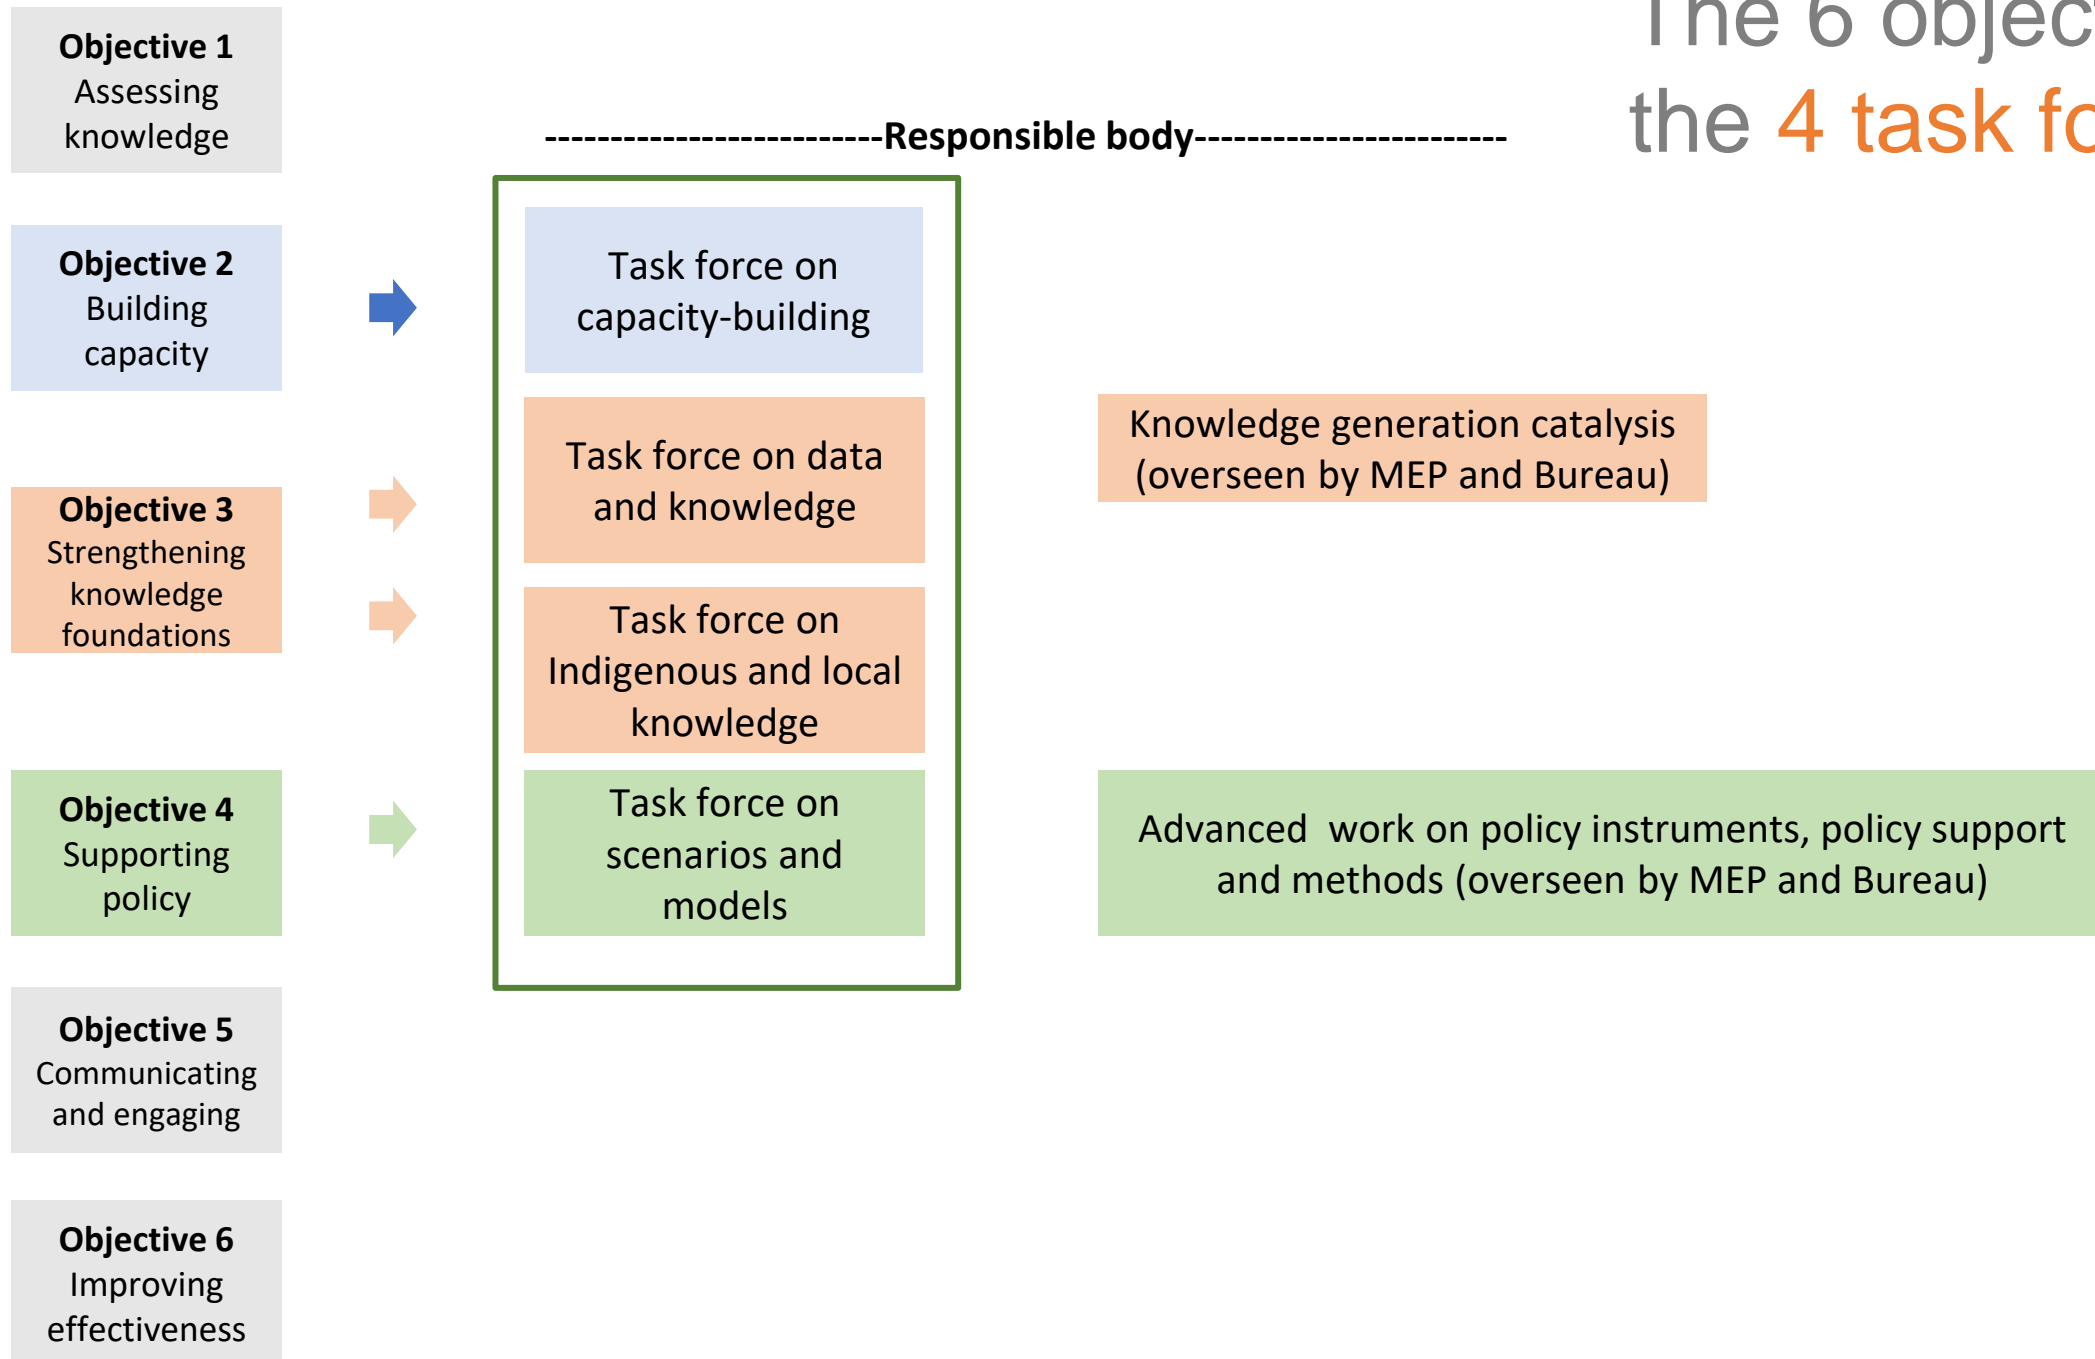 The 6 object
the 4 task fo
Objective 1
Assessing
knowledge
-------------------------Responsible body------------------------
Objective 2
Building
capacity
Task force on
capacity-building
Objective 3
Strengthening
knowledge
foundations
Task force on data
and knowledge
Knowledge generation catalysis
(overseen by MEP and Bureau)
Task force on
Indigenous and local
knowledge
Objective 4
Supporting
policy
Task force on
scenarios and
models
Advanced  work on policy instruments, policy support
and methods (overseen by MEP and Bureau)
Objective 5
Communicating
and engaging
Objective 6
Improving
effectiveness